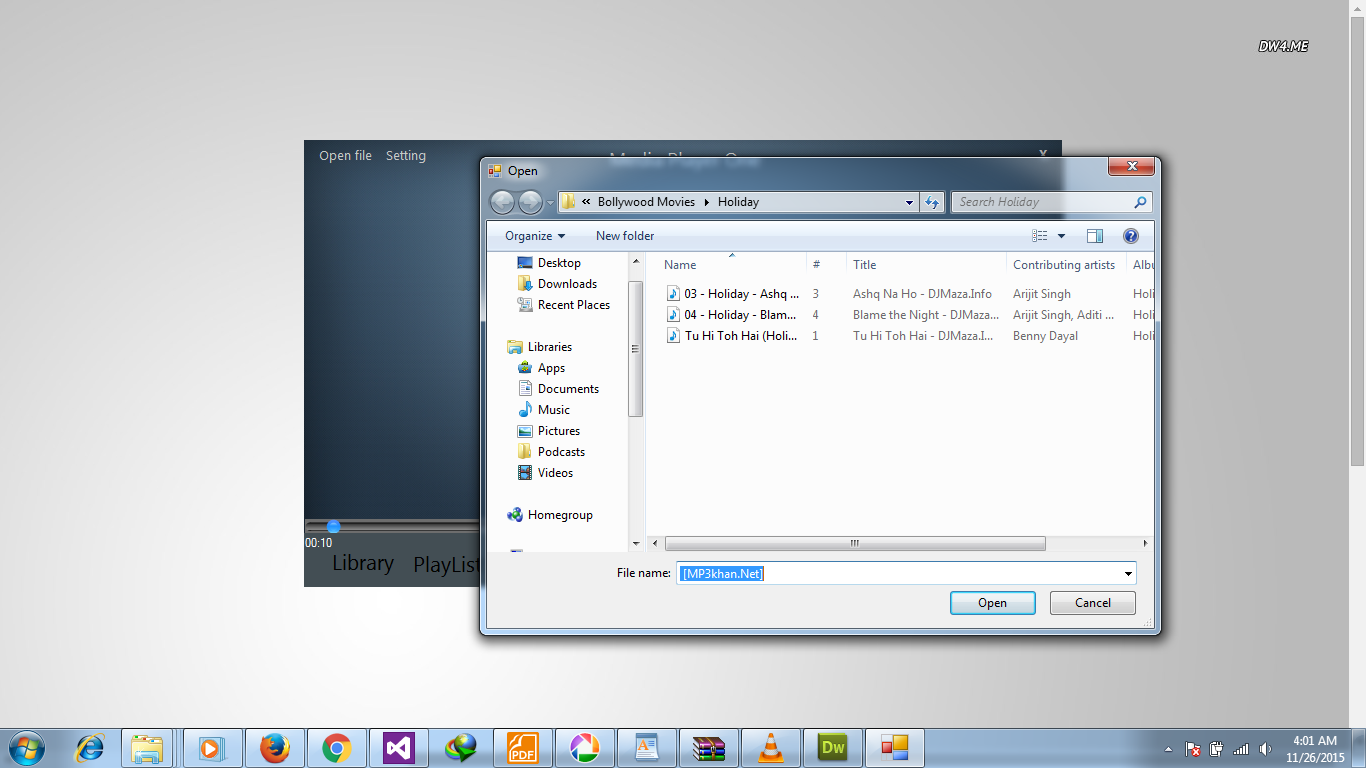 DW4.ME
Open file Setting
Media Player One
X
Open
« Bollywood Movies Holiday
Search Holiday
Organize New folder
Desktop
Downloads
Recent Places
Libraries
Apps
Documents
Music
Pictures
Podcasts
Videos
Homegroup
Name # Title Contributing artists Albu
03 - Holiday - Ashq ... 3 Ashq Na Ho - DJMaza.Info Arijit Singh Holi
04 - Holiday - Blam... 4 Blame the Night - DJMaza... Arijit Singh, Aditi ... Holi
Tu Hi Toh Hai (Holi... 1 Tu Hi Toh Hai - DJMaza.I... Benny Dayal Holi
File name: [MP3khan.Net]
Open Cancel
00:10
Library PlayList
PDF
Dw
4:01 AM
11/26/2015